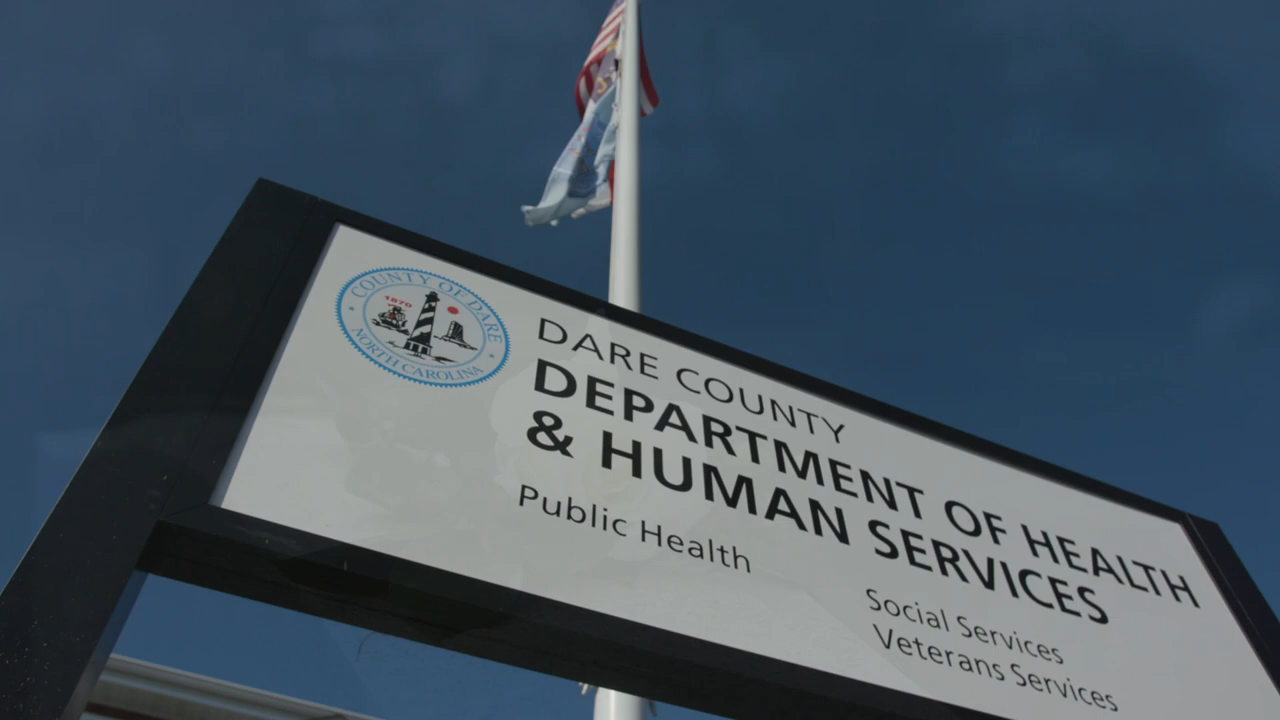 COUNTY OF DARE
1870
NORTH CAROLINA
DARE COUNTY
DEPARTMENT OF HEALTH
& HUMAN SERVICES
Public Health
Social Services
Veterans Services